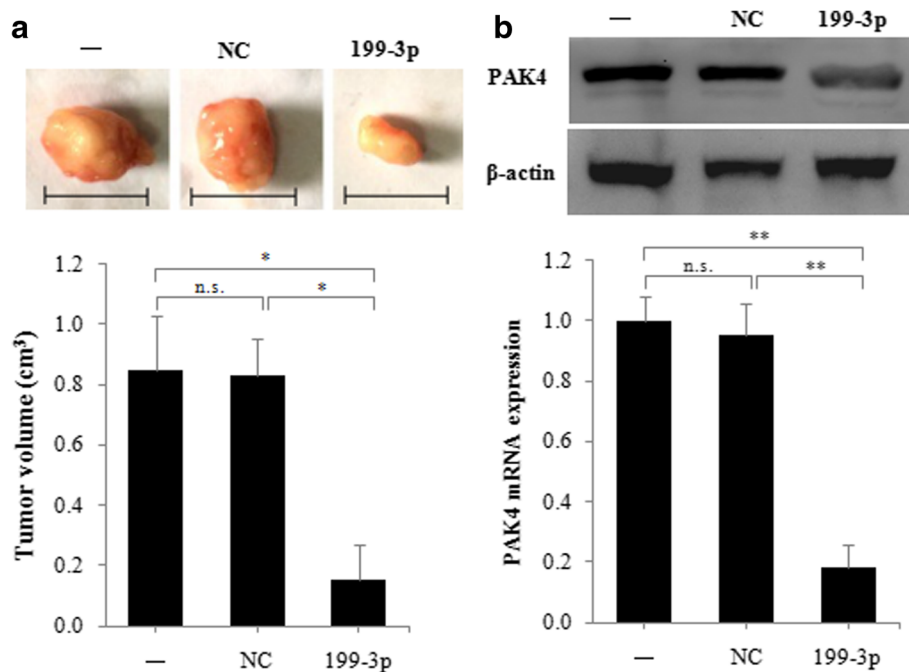 a
— NC 199-3p
*
n.s. *
Tumor volume (cm³)
1.2
1.0
0.8
0.6
0.4
0.2
0.0
— NC 199-3p
b
— NC 199-3p
PAK4
β-actin
**
n.s. **
PAK4 mRNA expression
1.2
1.0
0.8
0.6
0.4
0.2
0.0
— NC 199-3p